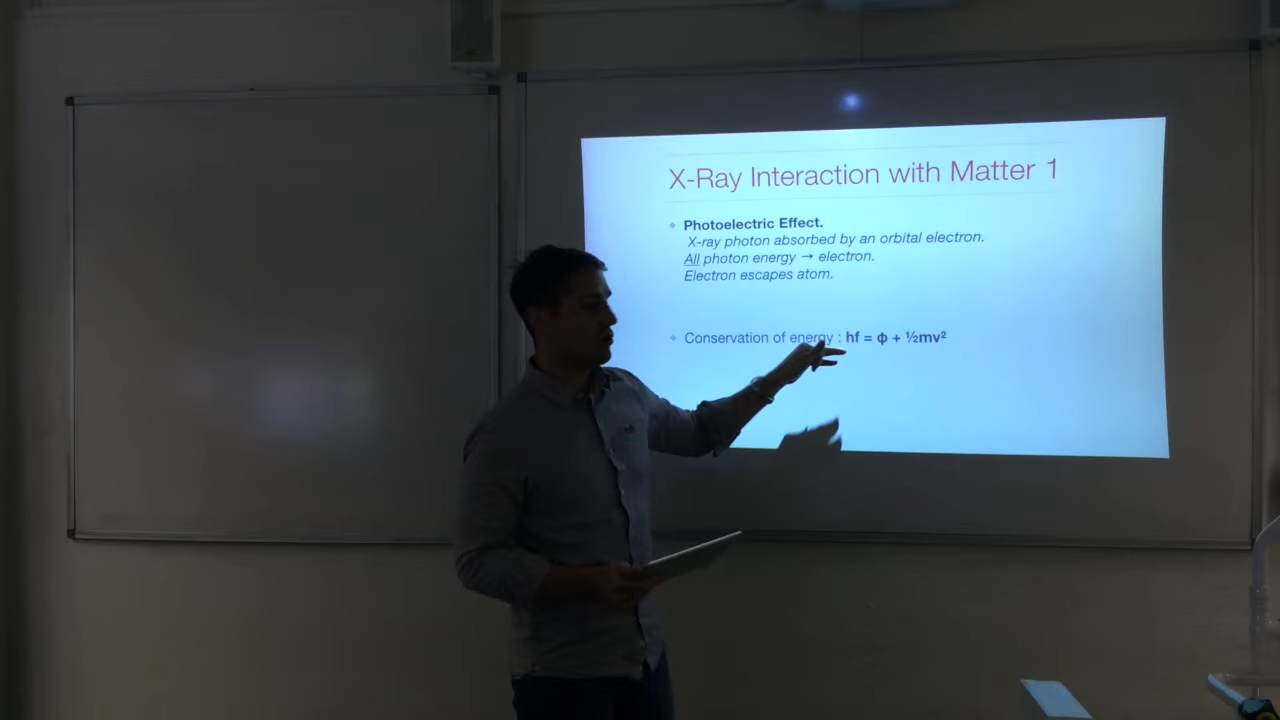 X-Ray Interaction with Matter 1
Photoelectric Effect.
X-ray photon absorbed by an orbital electron.
All photon energy → electron.
Electron escapes atom.
Conservation of energy : hf = ϕ + ½mv²